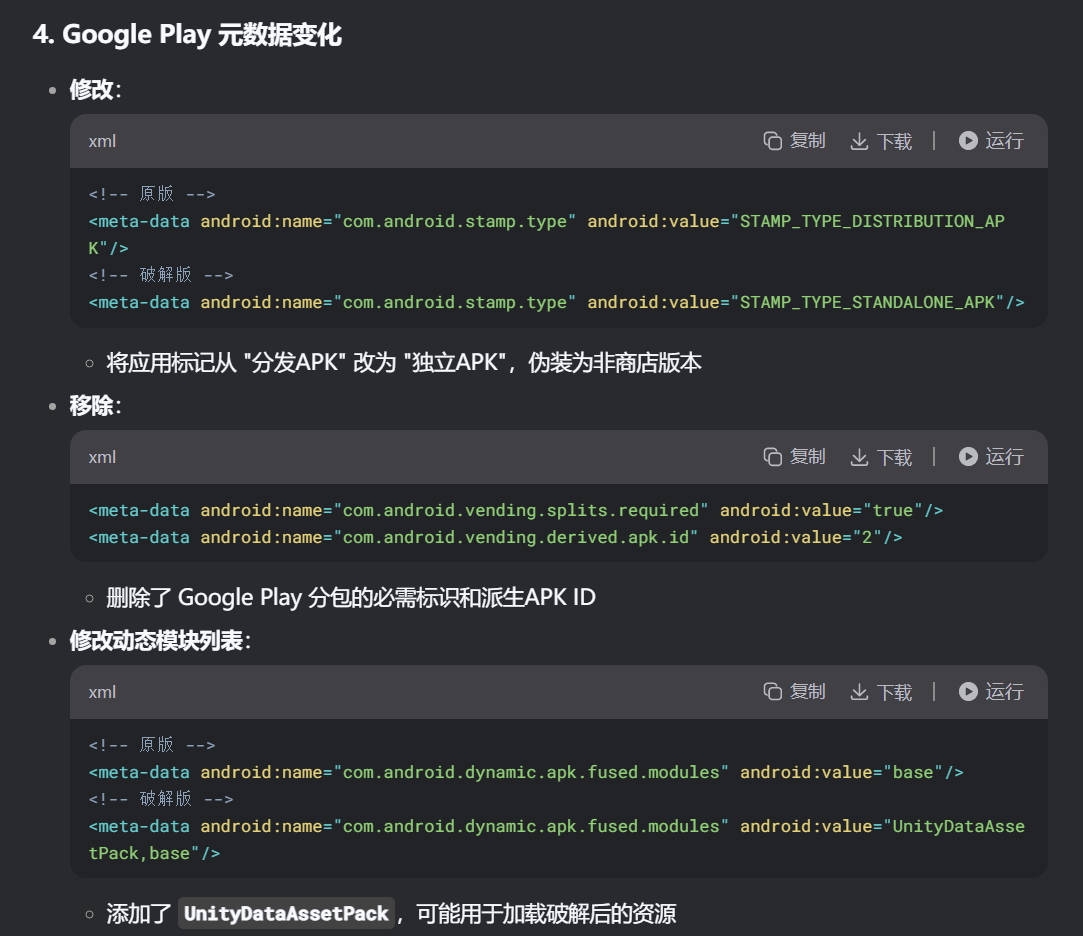 4. Google Play 元数据变化
修改:
xml 复制 下载 运行
<!-- 原版 -->
<meta-data android:name="com.android.stamp.type" android:value="STAMP_TYPE_DISTRIBUTION_AP
K"/>
<!-- 破解版 -->
<meta-data android:name="com.android.stamp.type" android:value="STAMP_TYPE_STANDALONE_APK"/>
将应用标记从 "分发APK" 改为 "独立APK"，伪装为非商店版本
移除:
xml 复制 下载 运行
<meta-data android:name="com.android.vending.splits.required" android:value="true"/>
<meta-data android:name="com.android.vending.derived.apk.id" android:value="2"/>
删除了 Google Play 分包的必需标识和派生APK ID
修改动态模块列表:
xml 复制 下载 运行
<!-- 原版 -->
<meta-data android:name="com.android.dynamic.apk.fused.modules" android:value="base"/>
<!-- 破解版 -->
<meta-data android:name="com.android.dynamic.apk.fused.modules" android:value="UnityDataAsse
tPack,base"/>
添加了 UnityDataAssetPack，可能用于加载破解后的资源